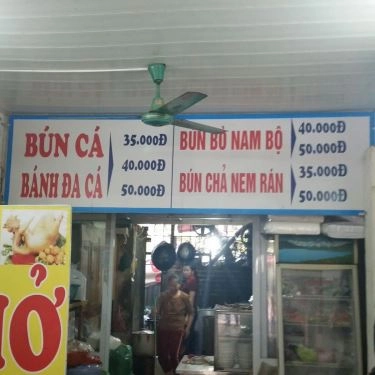 BÚN CÁ
BÁNH ĐA CÁ
35.000Đ
40.000Đ
50.000Đ
BÚN BÒ NAM BỘ
40.000Đ
50.000Đ
BÚN CHẢ NEM RÁN
35.000Đ
50.000Đ
HỞ